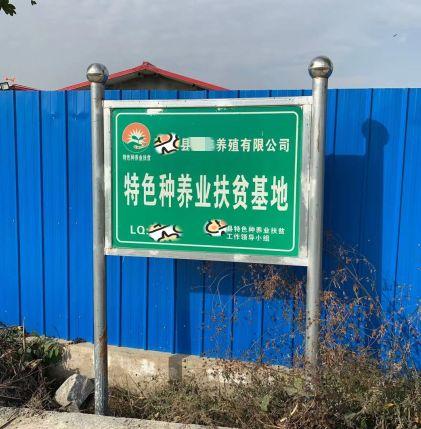 县 养殖有限公司
特色种养业扶贫
特色种养业扶贫基地
LQ:
县特色种养业扶贫
工作领导小组